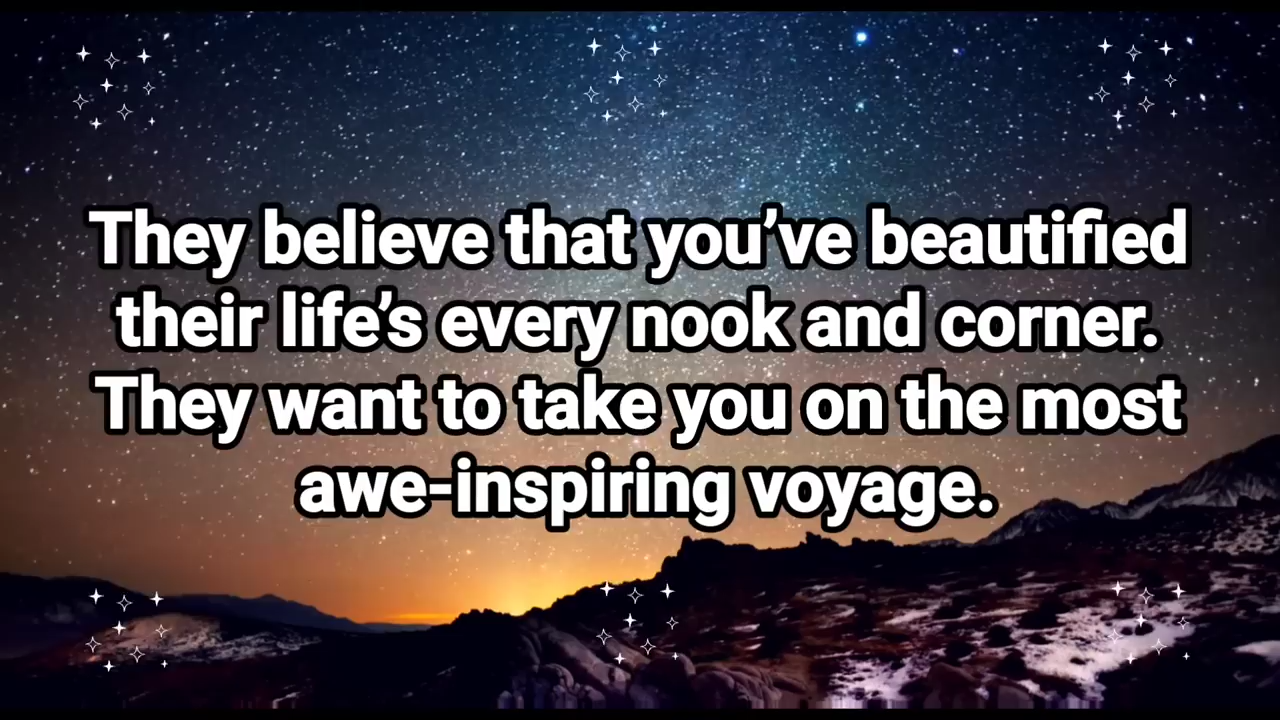 They believe that you’ve beautified
their life’s every nook and corner.
They want to take you on the most
awe-inspiring voyage.